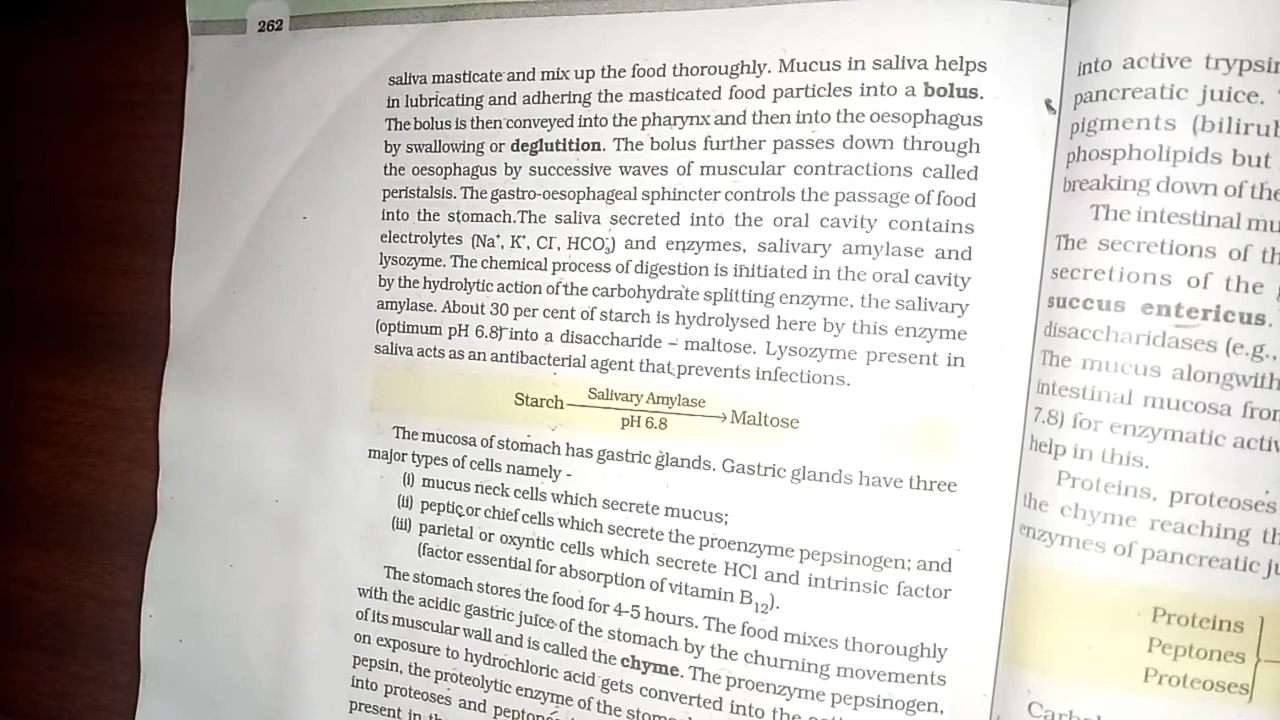 262
saliva masticate and mix up the food thoroughly. Mucus in saliva helps
in lubricating and adhering the masticated food particles into a bolus.
The bolus is then conveyed into the pharynx and then into the oesophagus
by swallowing or deglutition. The bolus further passes down through
the oesophagus by successive waves of muscular contractions called
peristalsis. The gastro-oesophageal sphincter controls the passage of food
into the stomach.The saliva secreted into the oral cavity contains
electrolytes (Na⁺, K⁺, Cl⁻, HCO₃⁻) and enzymes, salivary amylase and
lysozyme. The chemical process of digestion is initiated in the oral cavity
by the hydrolytic action of the carbohydrate splitting enzyme, the salivary
amylase. About 30 per cent of starch is hydrolysed here by this enzyme
(optimum pH 6.8) into a disaccharide – maltose. Lysozyme present in
saliva acts as an antibacterial agent that prevents infections.
Starch Salivary Amylase → Maltose
pH 6.8
The mucosa of stomach has gastric glands. Gastric glands have three
major types of cells namely -
(i) mucus neck cells which secrete mucus;
(ii) peptic or chief cells which secrete the proenzyme pepsinogen; and
(iii) parietal or oxyntic cells which secrete HCl and intrinsic factor
(factor essential for absorption of vitamin B₁₂).
The stomach stores the food for 4-5 hours. The food mixes thoroughly
with the acidic gastric juice of the stomach by the churning movements
of its muscular wall and is called the chyme. The proenzyme pepsinogen,
on exposure to hydrochloric acid gets converted into the
pepsin, the proteolytic enzyme of the
into proteoses and
present in
into active
pancreatic juice.
pigments
phospholipids but
breaking down of the
The intestinal
The secretions of
secretions of the
succus entericus.
disaccharidases (e.g.,
The mucus alongwith
intestinal mucosa
7.8) for enzymatic
help in this.
Proteins, proteoses
the chyme reaching
enzymes of pancreatic
Proteins
Peptones
Proteoses